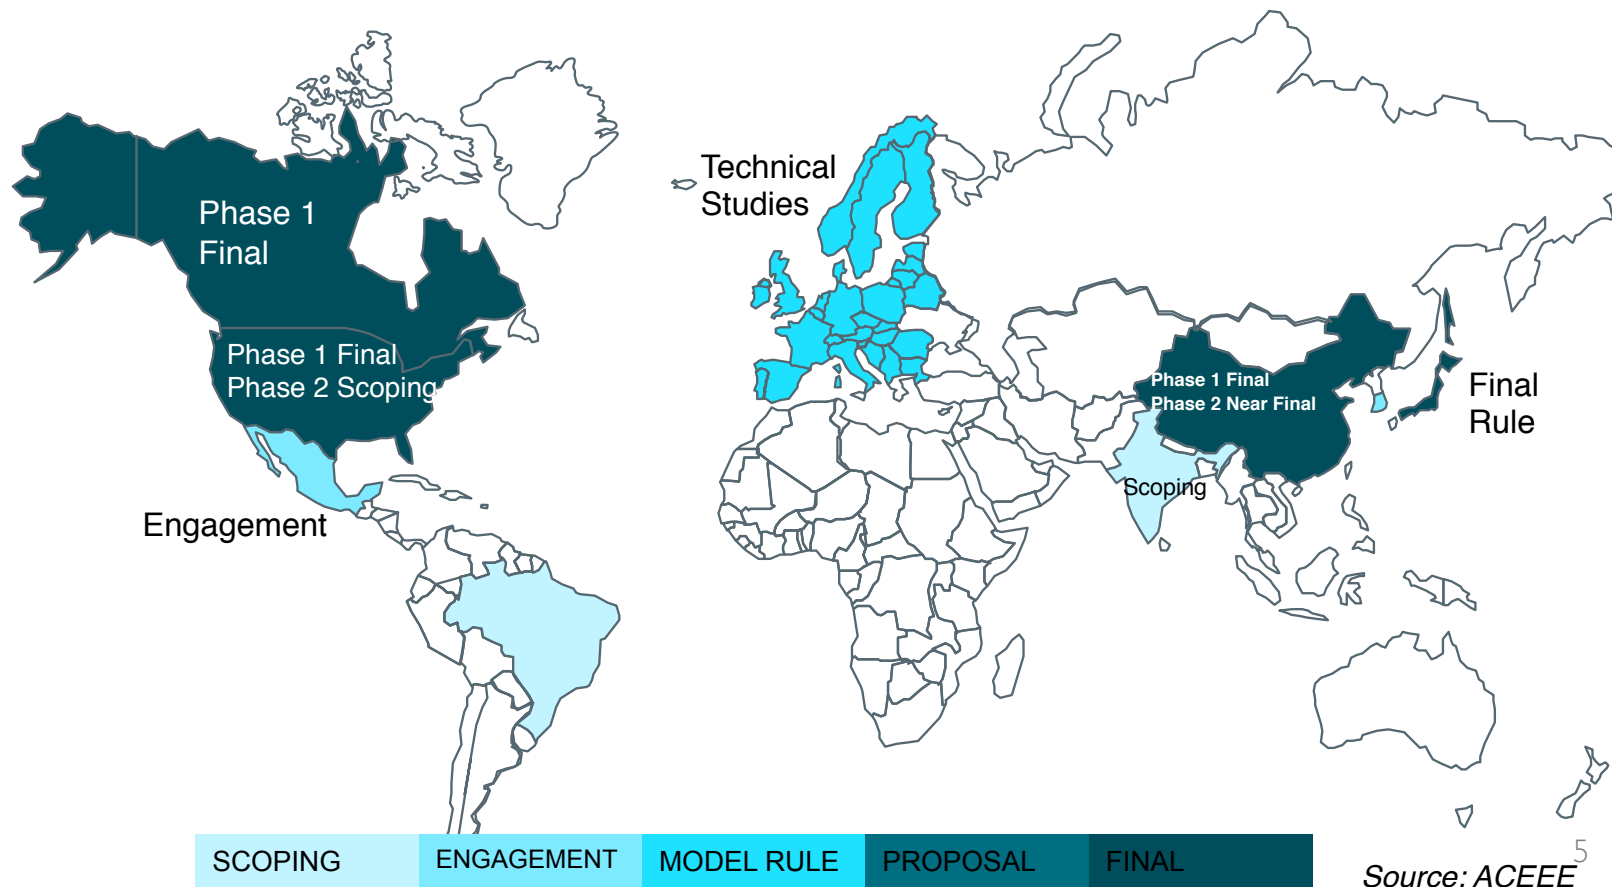 Technical
Studies
Phase 1
Final
Phase 1 Final
Phase 2 Scoping
Phase 1 Final
Phase 2 Near Final
Final
Rule
Scoping
Engagement
SCOPING
ENGAGEMENT
MODEL RULE
PROPOSAL
FINAL
5
Source: ACEEE